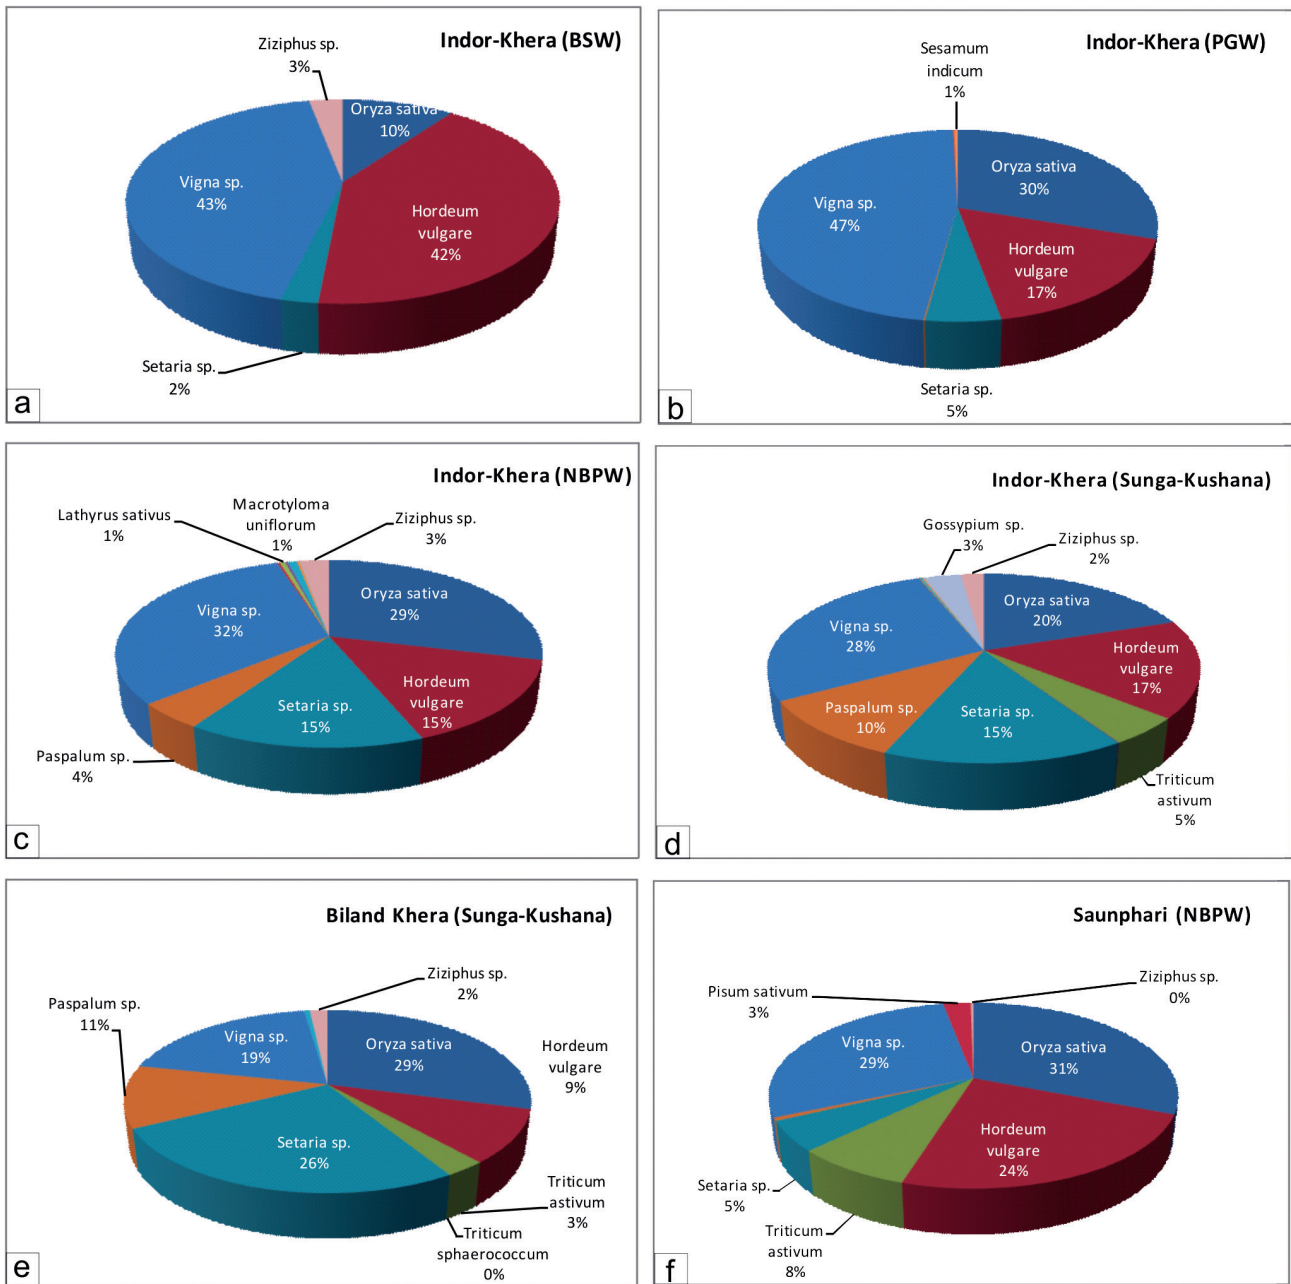 Indor-Khera (BSW)
Ziziphus sp.
3%
Oryza sativa
10%
Vigna sp.
43%
Hordeum
vulgare
42%
Setaria sp.
2%
a
Indor-Khera (PGW)
Sesamum
indicum
1%
Oryza sativa
30%
Vigna sp.
47%
Hordeum
vulgare
17%
Setaria sp.
5%
b
Indor-Khera (NBPW)
Lathyrus sativus
1%
Macrotyloma
uniflorum
1%
Ziziphus sp.
3%
Oryza sativa
29%
Vigna sp.
32%
Hordeum
vulgare
15%
Setaria sp.
15%
Paspalum sp.
4%
c
Indor-Khera (Sunga-Kushana)
Gossypium sp.
3%
Ziziphus sp.
2%
Oryza sativa
20%
Vigna sp.
28%
Hordeum
vulgare
17%
Paspalum sp.
10%
Setaria sp.
15%
Triticum
astivum
5%
d
Biland Khera (Sunga-Kushana)
Ziziphus sp.
2%
Paspalum sp.
11%
Vigna sp.
19%
Oryza sativa
29%
Hordeum
vulgare
9%
Setaria sp.
26%
Triticum
astivum
3%
Triticum
sphaerococcum
0%
e
Saunphari (NBPW)
Ziziphus sp.
0%
Pisum sativum
3%
Vigna sp.
29%
Oryza sativa
31%
Hordeum
vulgare
24%
Setaria sp.
5%
Triticum
astivum
8%
f